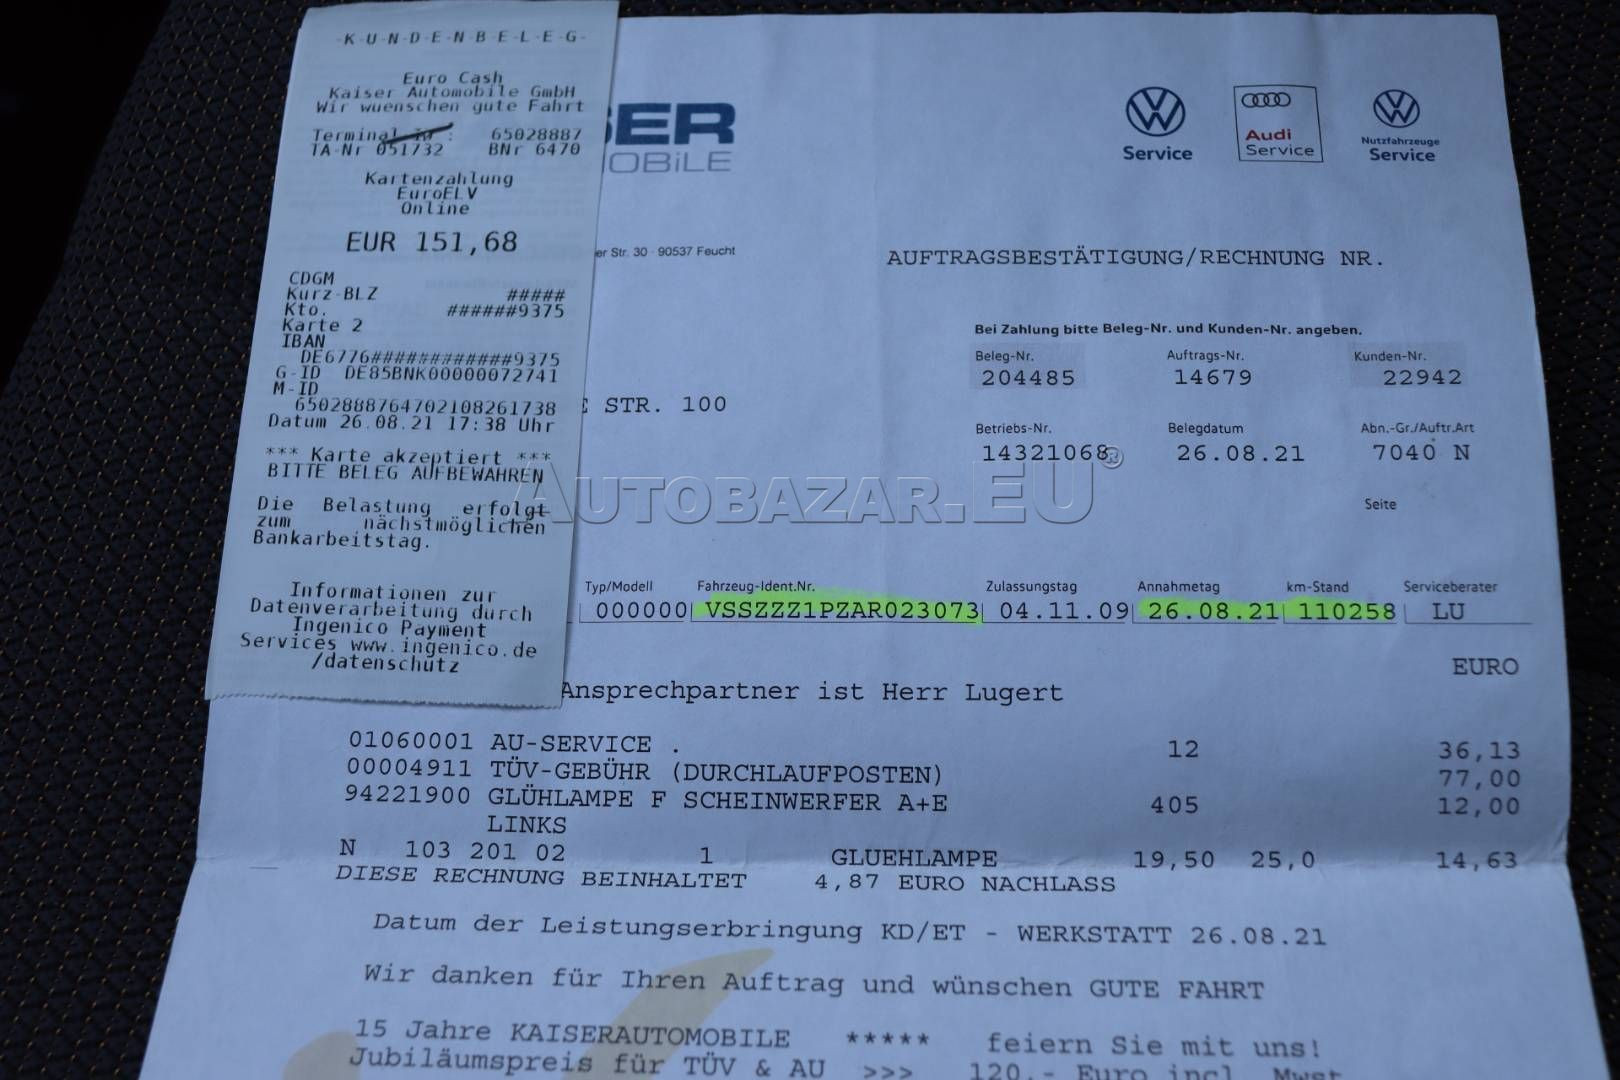 -K-U-N-D-E-N-B-E-L-E-G-
Euro Cash
Kaiser Automobile GmbH
Wir wuenschen gute Fahrt
Terminal : 65028887
TA-Nr 051732 BNr 6470
Kartenzahlung
EuroELV
Online
EUR 151,68
CDGM
Kurz-BLZ #####
Kto. ######9375
Karte 2
IBAN
DE6776############9375
G-ID DE85BNK00000072741
M-ID
6502888764702108261738
Datum 26.08.21 17:38 Uhr
*** Karte akzeptiert ***
BITTE BELEG AUFBEWAHREN
Die Belastung erfolgt
zum nächstmöglichen
Bankarbeitstag.
Informationen zur
Datenverarbeitung durch
Ingenico Payment
Services www.ingenico.de
/datenschutz
SER
OBiLE
Service
Audi
Service
Nutzfahrzeuge
Service
er Str. 30 · 90537 Feucht
AUFTRAGSBESTÄTIGUNG/RECHNUNG NR.
Bei Zahlung bitte Beleg-Nr. und Kunden-Nr. angeben.
Beleg-Nr. Auftrags-Nr. Kunden-Nr.
204485 14679 22942
E STR. 100
Betriebs-Nr. Belegdatum Abn.-Gr./Auftr.Art
14321068 26.08.21 7040 N
AUTOBAZAR.EU®
Seite
Typ/Modell Fahrzeug-Ident.Nr. Zulassungstag Annahmetag km-Stand Serviceberater
000000 VSSZZZ1PZAR023073 04.11.09 26.08.21 110258 LU
EURO
Ansprechpartner ist Herr Lugert
01060001 AU-SERVICE . 12 36,13
00004911 TÜV-GEBÜHR (DURCHLAUFPOSTEN) 77,00
94221900 GLÜHLAMPE F SCHEINWERFER A+E 405 12,00
LINKS
N 103 201 02 1 GLUEHLAMPE 19,50 25,0 14,63
DIESE RECHNUNG BEINHALTET 4,87 EURO NACHLASS
Datum der Leistungserbringung KD/ET - WERKSTATT 26.08.21
Wir danken für Ihren Auftrag und wünschen GUTE FAHRT
15 Jahre KAISERAUTOMOBILE ***** feiern Sie mit uns!
Jubiläumspreis für TÜV & AU >>> 120.- Euro incl. Mwst